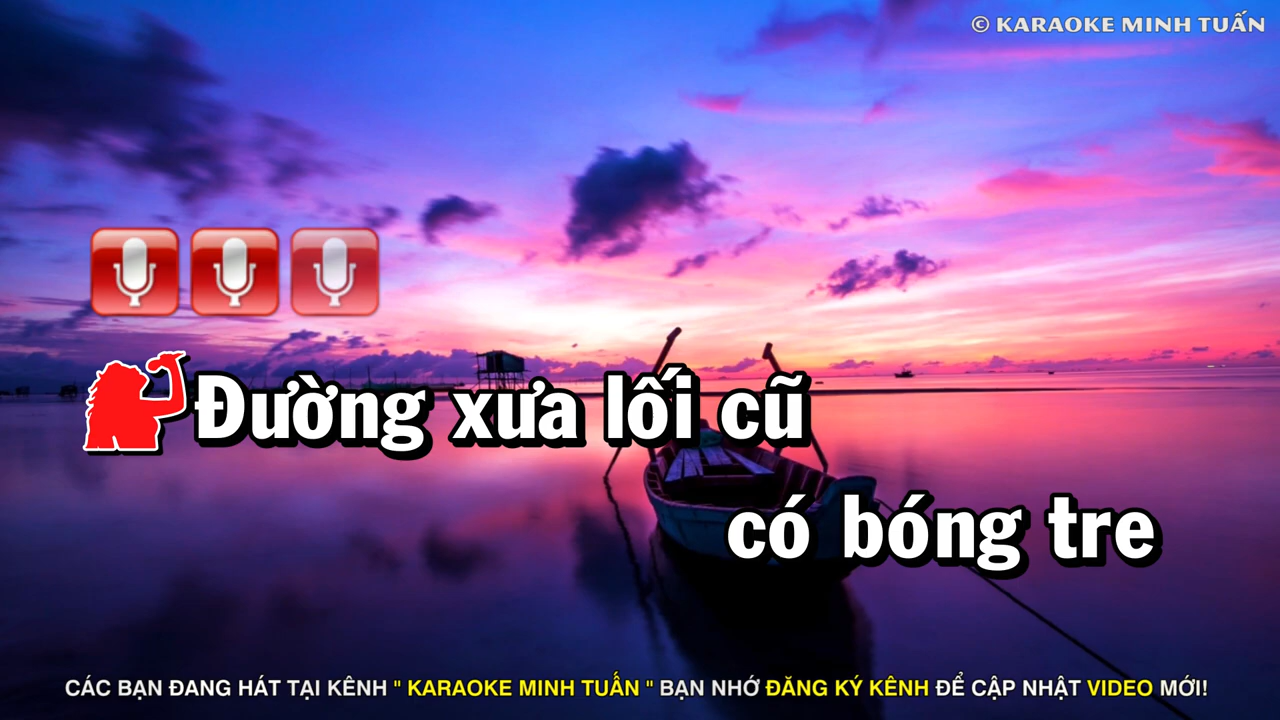 © KARAOKE MINH TUẤN
Đường xưa lối cũ
có bóng tre
CÁC BẠN ĐANG HÁT TẠI KÊNH " KARAOKE MINH TUẤN " BẠN NHỚ ĐĂNG KÝ KÊNH ĐỂ CẬP NHẬT VIDEO MỚI!